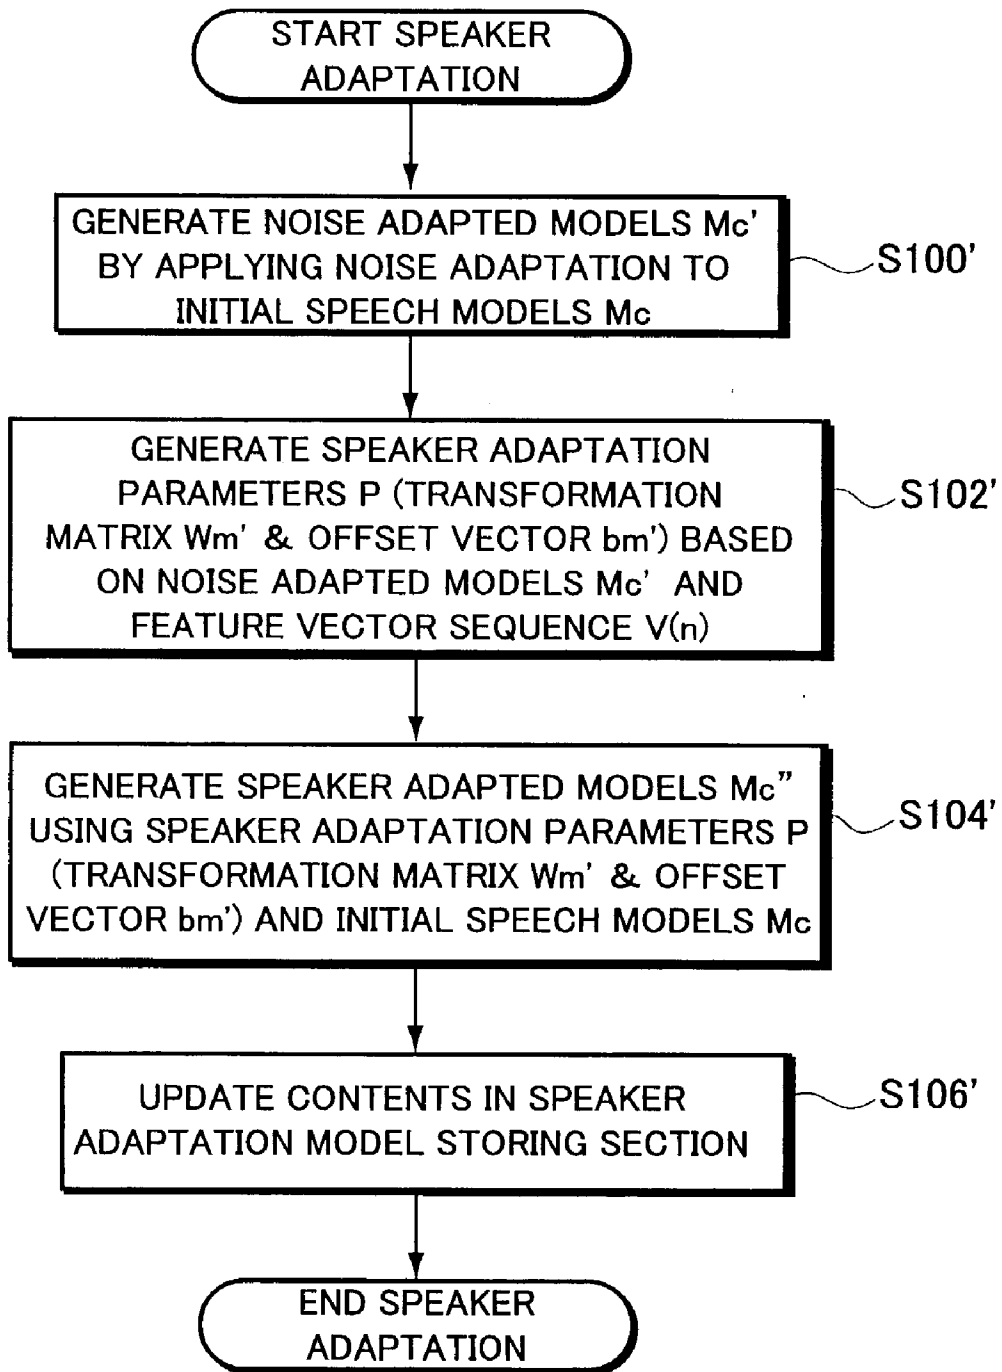 START SPEAKER
ADAPTATION
GENERATE NOISE ADAPTED MODELS Mc'
BY APPLYING NOISE ADAPTATION TO
INITIAL SPEECH MODELS Mc
S100'
GENERATE SPEAKER ADAPTATION
PARAMETERS P (TRANSFORMATION
MATRIX Wm' & OFFSET VECTOR bm') BASED
ON NOISE ADAPTED MODELS Mc' AND
FEATURE VECTOR SEQUENCE V(n)
S102'
GENERATE SPEAKER ADAPTED MODELS Mc”
USING SPEAKER ADAPTATION PARAMETERS P
(TRANSFORMATION MATRIX Wm' & OFFSET
VECTOR bm') AND INITIAL SPEECH MODELS Mc
S104'
UPDATE CONTENTS IN SPEAKER
ADAPTATION MODEL STORING SECTION
S106'
END SPEAKER
ADAPTATION